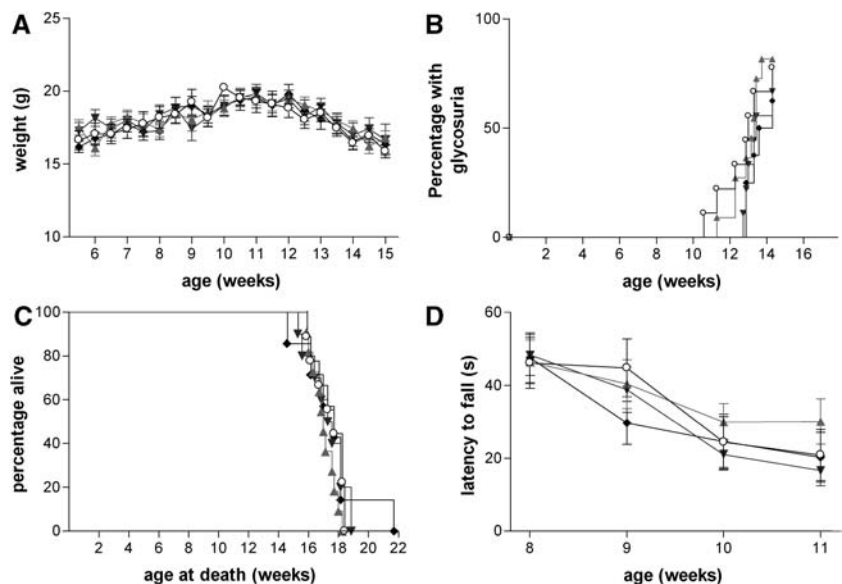 A
25
20
15
10
weight (g)
6 7 8 9 10 11 12 13 14 15
age (weeks)
B
100
50
0
Percentage with
glycosuria
2 4 6 8 10 12 14 16
age (weeks)
C
100
80
60
40
20
0
percentage alive
2 4 6 8 10 12 14 16 18 20 22
age at death (weeks)
D
60
40
20
0
latency to fall (s)
8 9 10 11
age (weeks)